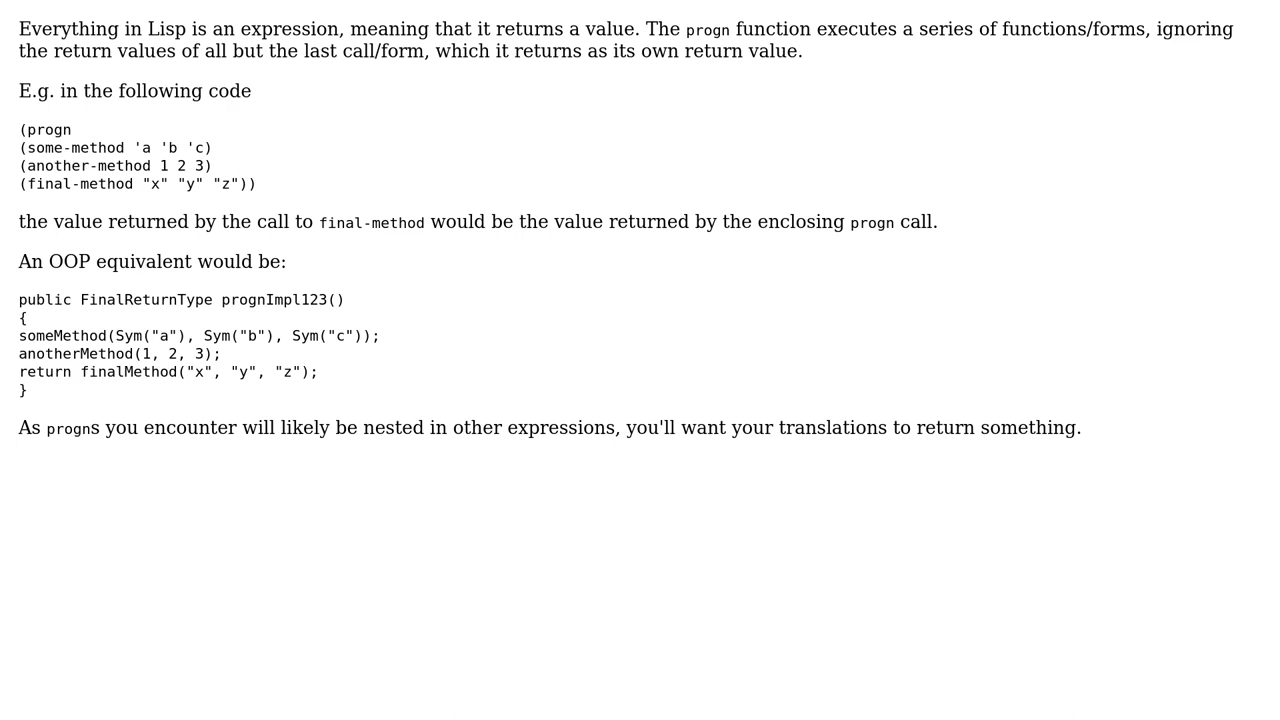 Everything in Lisp is an expression, meaning that it returns a value. The progn function executes a series of functions/forms, ignoring
the return values of all but the last call/form, which it returns as its own return value.
E.g. in the following code
(progn
(some-method 'a 'b 'c)
(another-method 1 2 3)
(final-method "x" "y" "z"))
the value returned by the call to final-method would be the value returned by the enclosing progn call.
An OOP equivalent would be:
public FinalReturnType prognImpl123()
{
someMethod(Sym("a"), Sym("b"), Sym("c"));
anotherMethod(1, 2, 3);
return finalMethod("x", "y", "z");
}
As progns you encounter will likely be nested in other expressions, you'll want your translations to return something.